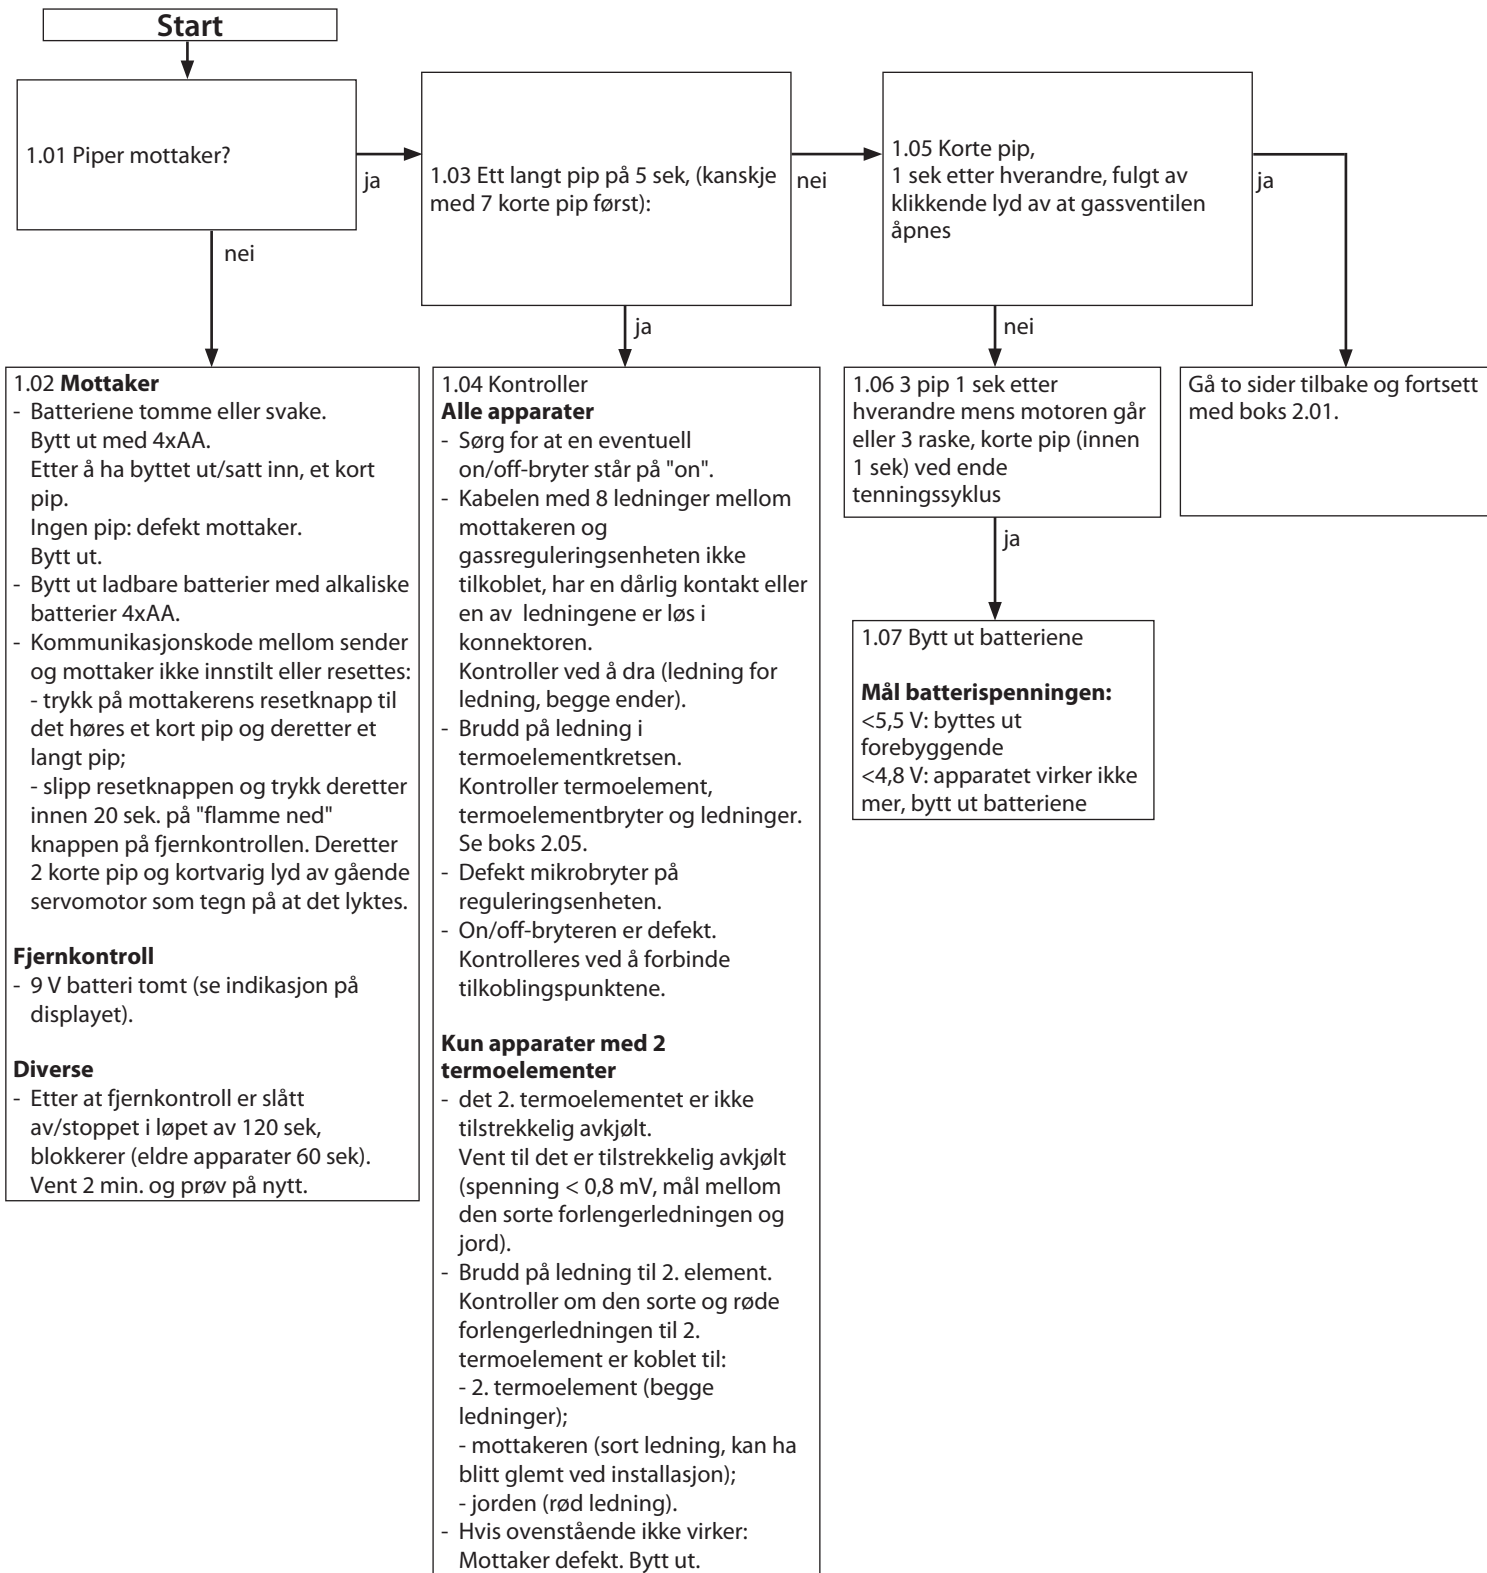 Start
1.01 Piper mottaker?
ja
nei
1.03 Ett langt pip på 5 sek, (kanskje
med 7 korte pip først):
nei
ja
1.05 Korte pip,
1 sek etter hverandre, fulgt av
klikkende lyd av at gassventilen
åpnes
ja
nei
1.02 Mottaker
- Batteriene tomme eller svake.
Bytt ut med 4xAA.
Etter å ha byttet ut/satt inn, et kort
pip.
Ingen pip: defekt mottaker.
Bytt ut.
- Bytt ut ladbare batterier med alkaliske
batterier 4xAA.
- Kommunikasjonskode mellom sender
og mottaker ikke innstilt eller resettes:
- trykk på mottakerens resetknapp til
det høres et kort pip og deretter et
langt pip;
- slipp resetknappen og trykk deretter
innen 20 sek. på "flamme ned"
knappen på fjernkontrollen. Deretter
2 korte pip og kortvarig lyd av gående
servomotor som tegn på at det lyktes.
Fjernkontroll
- 9 V batteri tomt (se indikasjon på
displayet).
Diverse
- Etter at fjernkontroll er slått
av/stoppet i løpet av 120 sek,
blokkerer (eldre apparater 60 sek).
Vent 2 min. og prøv på nytt.
1.04 Kontroller
Alle apparater
- Sørg for at en eventuell
on/off-bryter står på "on".
- Kabelen med 8 ledninger mellom
mottakeren og
gassreguleringsenheten ikke
tilkoblet, har en dårlig kontakt eller
en av ledningene er løs i
konnektoren.
Kontroller ved å dra (ledning for
ledning, begge ender).
- Brudd på ledning i
termoelementkretsen.
Kontroller termoelement,
termoelementbryter og ledninger.
Se boks 2.05.
- Defekt mikrobryter på
reguleringsenheten.
- On/off-bryteren er defekt.
Kontrolleres ved å forbinde
tilkoblingspunktene.
Kun apparater med 2
termoelementer
- det 2. termoelementet er ikke
tilstrekkelig avkjølt.
Vent til det er tilstrekkelig avkjølt
(spenning < 0,8 mV, mål mellom
den sorte forlengerledningen og
jord).
- Brudd på ledning til 2. element.
Kontroller om den sorte og røde
forlengerledningen til 2.
termoelement er koblet til:
- 2. termoelement (begge
ledninger);
- mottakeren (sort ledning, kan ha
blitt glemt ved installasjon);
- jorden (rød ledning).
- Hvis ovenstående ikke virker:
Mottaker defekt. Bytt ut.
1.06 3 pip 1 sek etter
hverandre mens motoren går
eller 3 raske, korte pip (innen
1 sek) ved ende
tenningssyklus
ja
1.07 Bytt ut batteriene
Mål batterispenningen:
<5,5 V: byttes ut
forebyggende
<4,8 V: apparatet virker ikke
mer, bytt ut batteriene
Gå to sider tilbake og fortsett
med boks 2.01.